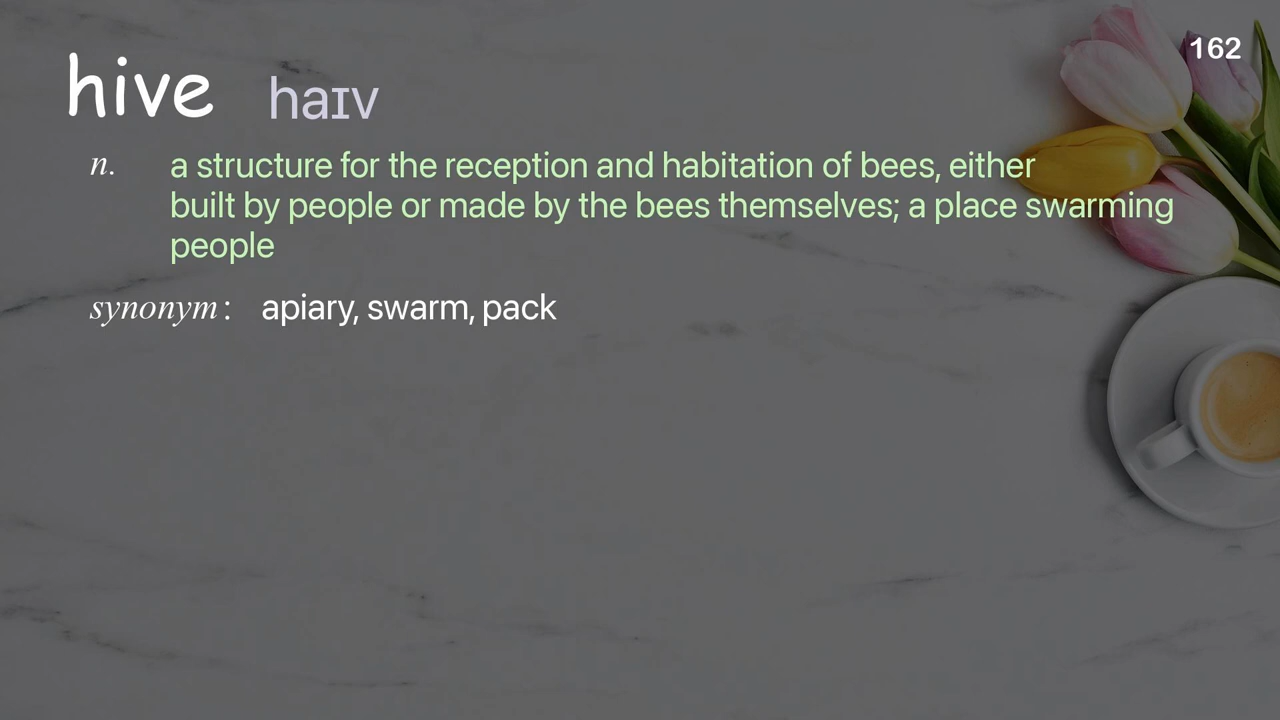 162
hive haɪv
n. a structure for the reception and habitation of bees, either
built by people or made by the bees themselves; a place swarming
people
synonym: apiary, swarm, pack